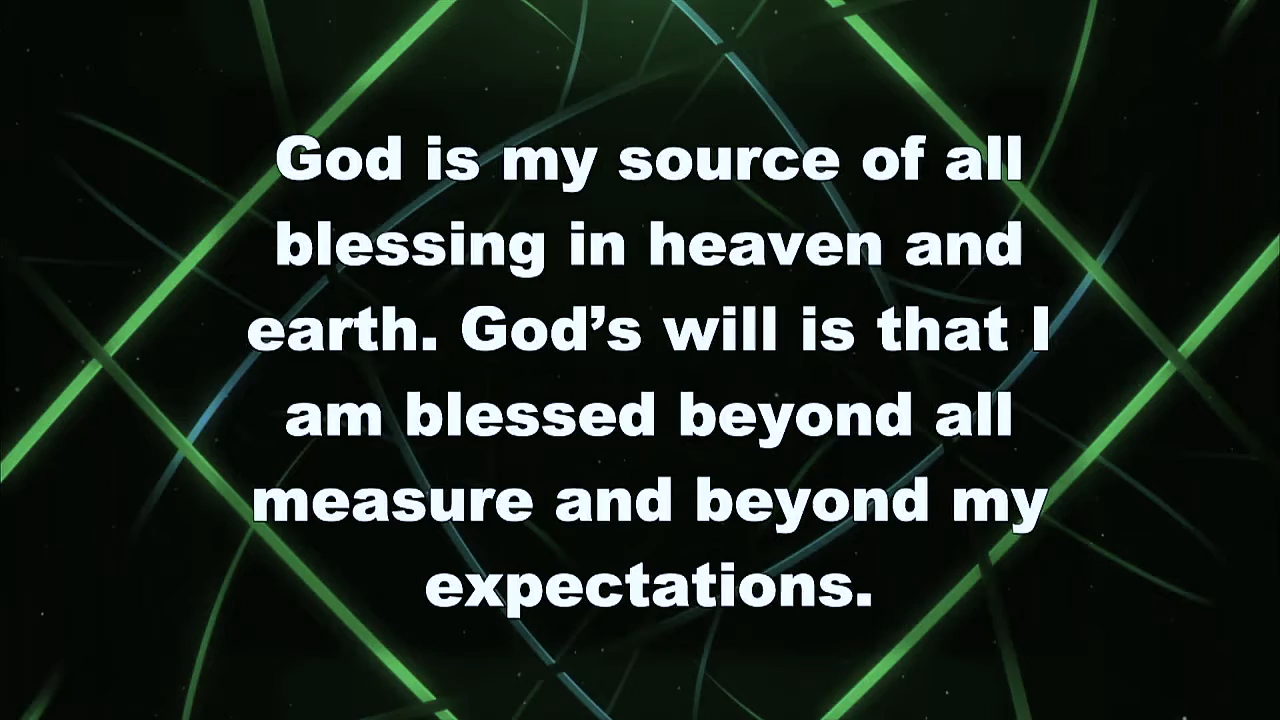 God is my source of all
blessing in heaven and
earth. God’s will is that I
am blessed beyond all
measure and beyond my
expectations.